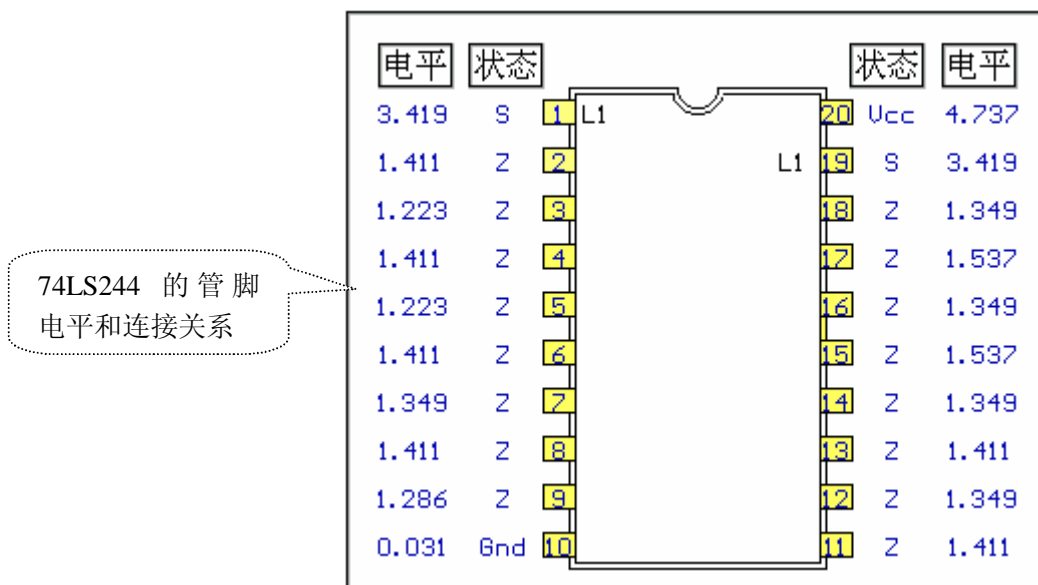 电平 状态 状态 电平
3.419 S 1 L1 20 Vcc 4.737
1.411 Z 2 L1 19 S 3.419
1.223 Z 3 18 Z 1.349
1.411 Z 4 17 Z 1.537
1.223 Z 5 16 Z 1.349
1.411 Z 6 15 Z 1.537
1.349 Z 7 14 Z 1.349
1.411 Z 8 13 Z 1.411
1.286 Z 9 12 Z 1.349
0.031 Gnd 10 11 Z 1.411
74LS244 的管脚
电平和连接关系